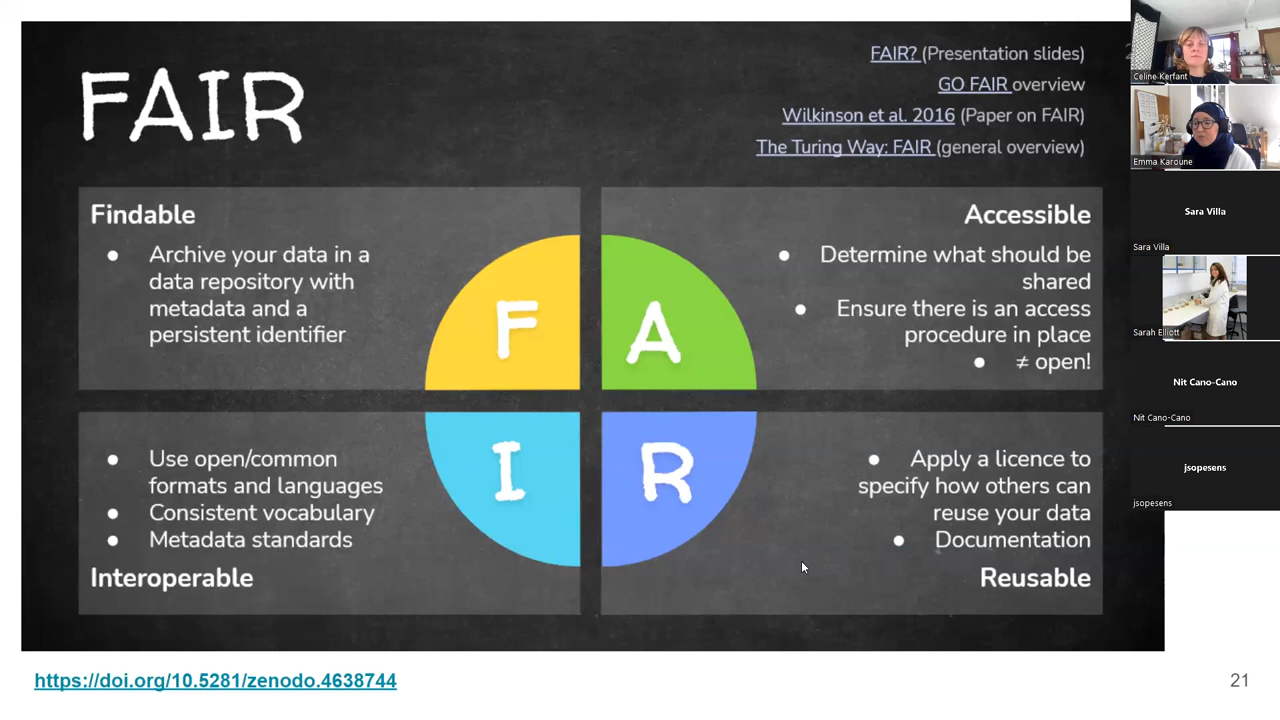 FAIR
FAIR? (Presentation slides)
GO FAIR overview
Wilkinson et al. 2016 (Paper on FAIR)
The Turing Way: FAIR (general overview)
Findable
● Archive your data in a
data repository with
metadata and a
persistent identifier
F
A
Accessible
● Determine what should be
shared
● Ensure there is an access
procedure in place
● ≠ open!
● Use open/common
formats and languages
● Consistent vocabulary
● Metadata standards
Interoperable
I
R
● Apply a licence to
specify how others can
reuse your data
● Documentation
Reusable
https://doi.org/10.5281/zenodo.4638744
21
Celine Kerfant
Emma Karoune
Sara Villa
Sara Villa
Sarah Elliott
Nit Cano-Cano
Nit Cano-Cano
jsopesens
jsopesens